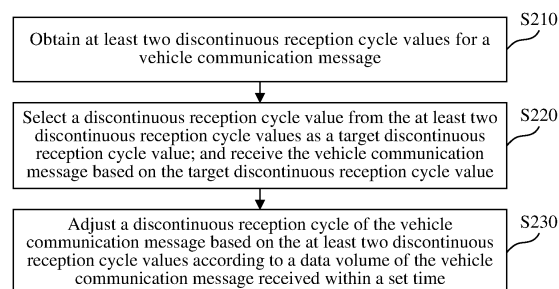 S210
Obtain at least two discontinuous reception cycle values for a
vehicle communication message
S220
Select a discontinuous reception cycle value from the at least two
discontinuous reception cycle values as a target discontinuous
reception cycle value; and receive the vehicle communication
message based on the target discontinuous reception cycle value
S230
Adjust a discontinuous reception cycle of the vehicle
communication message based on the at least two discontinuous
reception cycle values according to a data volume of the vehicle
communication message received within a set time